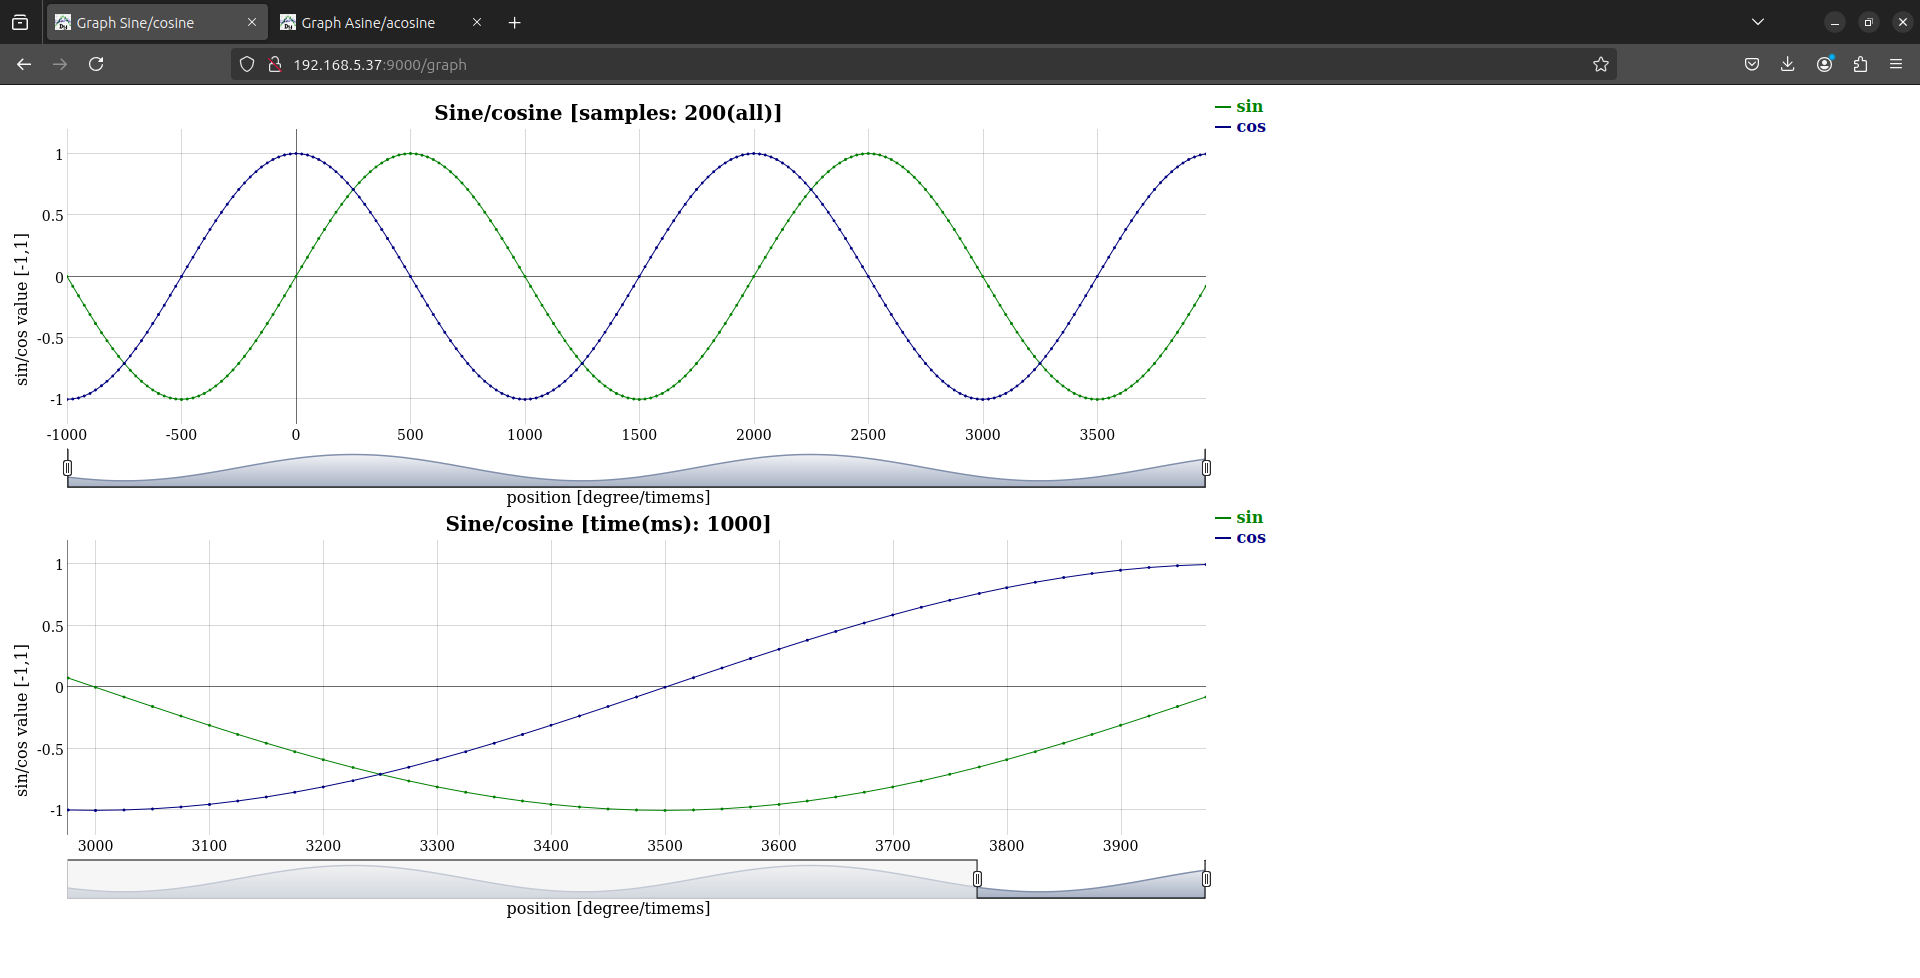 Graph Sine/cosine
Graph Asine/acosine
192.168.5.37:9000/graph
Sine/cosine [samples: 200(all)]
sin
cos
1
0.5
0
-0.5
-1
sin/cos value [-1,1]
-1000 -500 0 500 1000 1500 2000 2500 3000 3500
position [degree/timems]
Sine/cosine [time(ms): 1000]
sin
cos
1
0.5
0
-0.5
-1
sin/cos value [-1,1]
3000 3100 3200 3300 3400 3500 3600 3700 3800 3900
position [degree/timems]